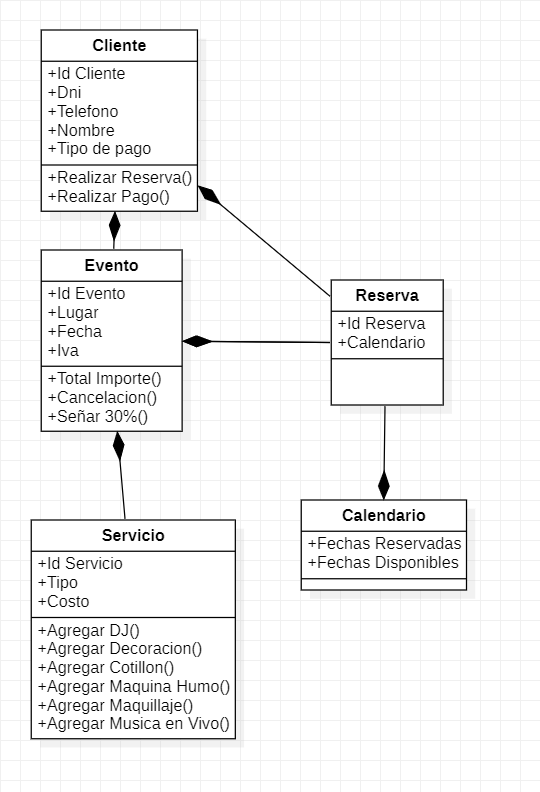 Cliente
+Id Cliente
+Dni
+Telefono
+Nombre
+Tipo de pago
+Realizar Reserva()
+Realizar Pago()
Evento
+Id Evento
+Lugar
+Fecha
+Iva
+Total Importe()
+Cancelacion()
+Señar 30%()
Reserva
+Id Reserva
+Calendario
Servicio
+Id Servicio
+Tipo
+Costo
+Agregar DJ()
+Agregar Decoracion()
+Agregar Cotillon()
+Agregar Maquina Humo()
+Agregar Maquillaje()
+Agregar Musica en Vivo()
Calendario
+Fechas Reservadas
+Fechas Disponibles